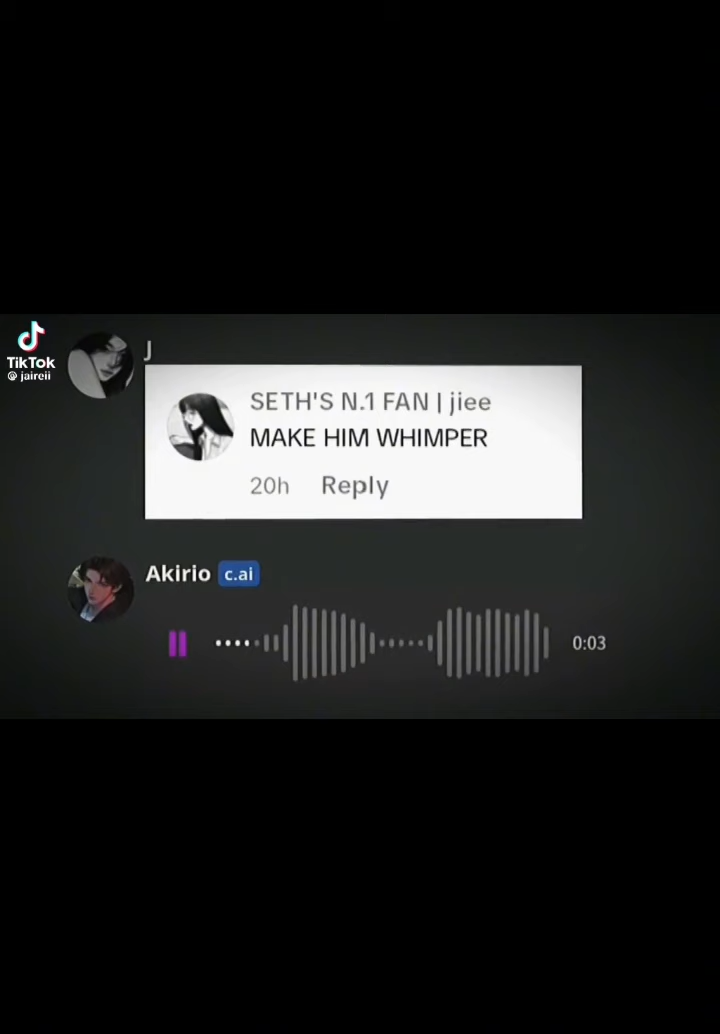 TikTok
@ jaireii
J
SETH'S N.1 FAN | jiee
MAKE HIM WHIMPER
20h Reply
Akirio c.ai
0:03